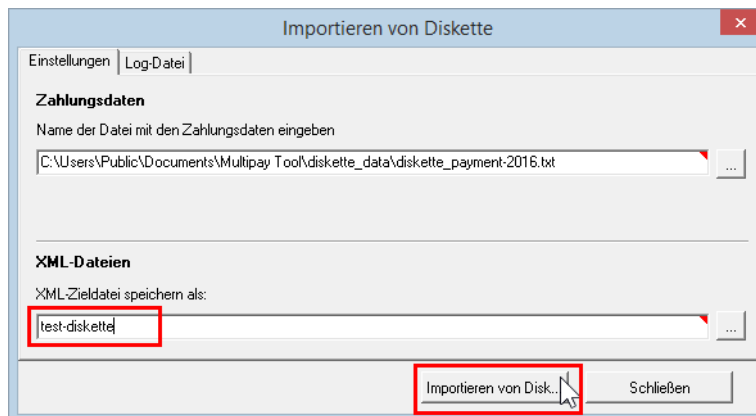 Importieren von Diskette
Einstellungen Log-Datei
Zahlungsdaten
Name der Datei mit den Zahlungsdaten eingeben
C:\Users\Public\Documents\Multipay Tool\diskette_data\diskette_payment-2016.txt
...
XML-Dateien
XML-Zieldatei speichern als:
test-diskette
...
Importieren von Disk... Schließen